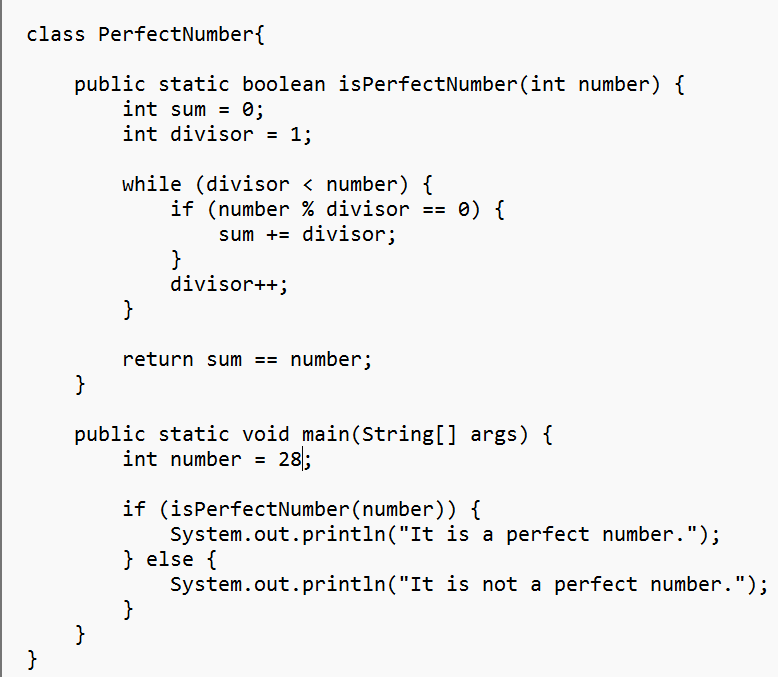 class PerfectNumber{
    public static boolean isPerfectNumber(int number) {
        int sum = 0;
        int divisor = 1;
        while (divisor < number) {
            if (number % divisor == 0) {
                sum += divisor;
            }
            divisor++;
        }
        return sum == number;
    }
    public static void main(String[] args) {
        int number = 28;
        if (isPerfectNumber(number)) {
            System.out.println("It is a perfect number.");
        } else {
            System.out.println("It is not a perfect number.");
        }
    }
}